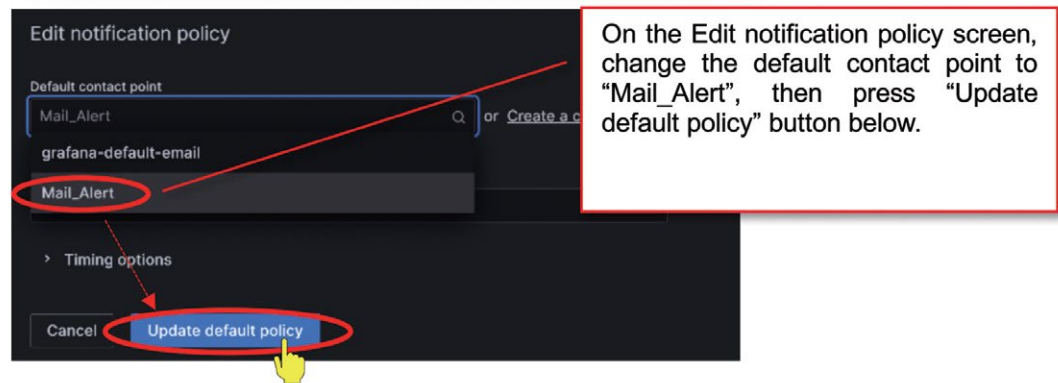 Edit notification policy
Default contact point
Mail_Alert
or Create a c
grafana-default-email
Mail_Alert
Timing options
Cancel
Update default policy
On the Edit notification policy screen,
change the default contact point to
“Mail_Alert”, then press “Update
default policy” button below.